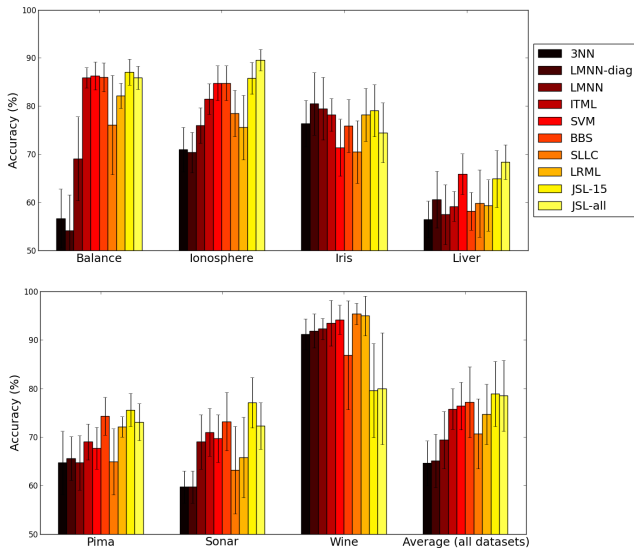 100
90
80
70
60
50
Accuracy (%)
Balance
Ionosphere
Iris
Liver
3NN
LMNN-diag
LMNN
ITML
SVM
BBS
SLLC
LRML
JSL-15
JSL-all
100
90
80
70
60
50
Accuracy (%)
Pima
Sonar
Wine
Average (all datasets)